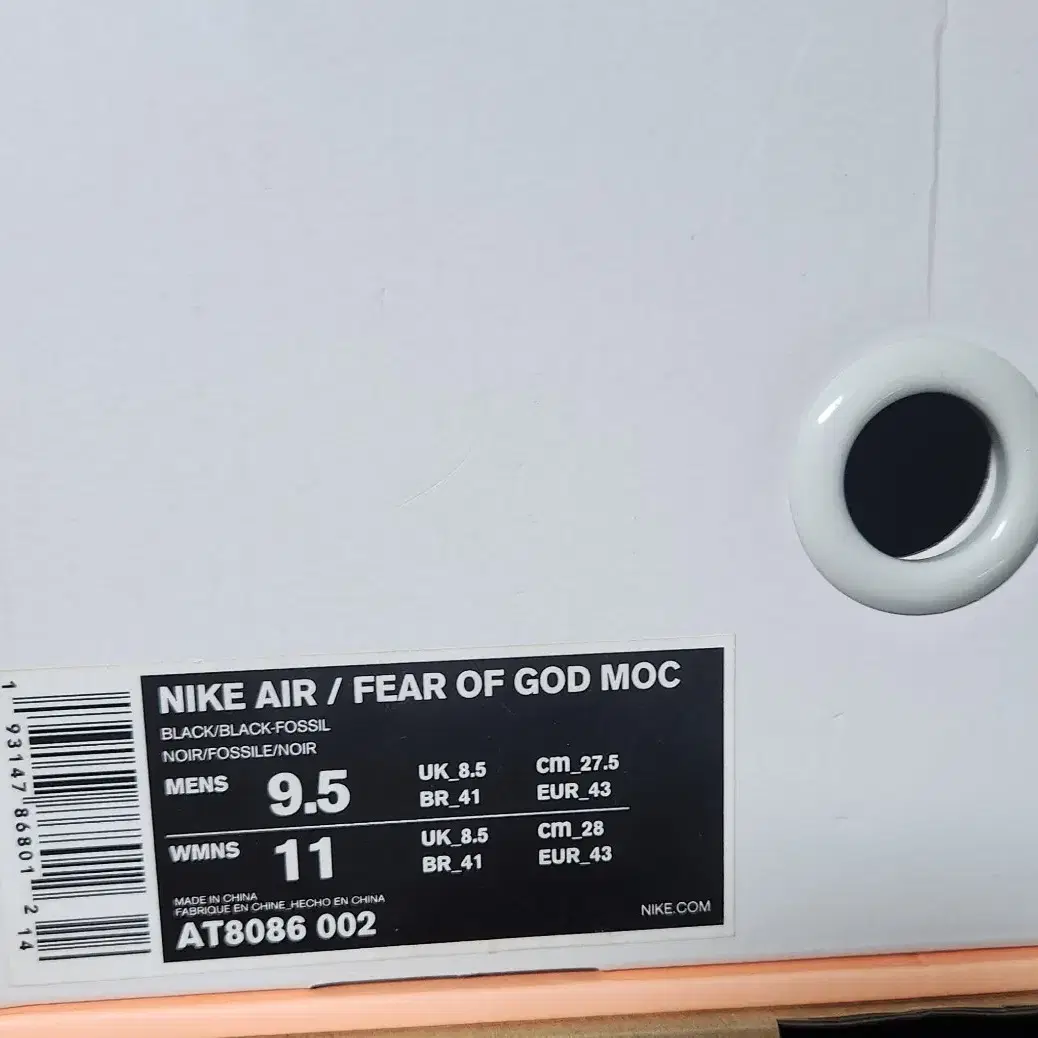 NIKE AIR / FEAR OF GOD MOC
BLACK/BLACK-FOSSIL
NOIR/FOSSILE/NOIR
MENS 9.5 UK_8.5 cm_27.5
BR_41 EUR_43
WMNS 11 UK_8.5 cm_28
BR_41 EUR_43
MADE IN CHINA
FABRIQUE EN CHINE_HECHO EN CHINA
AT8086 002
NIKE.COM
1 93147 86801 2 14